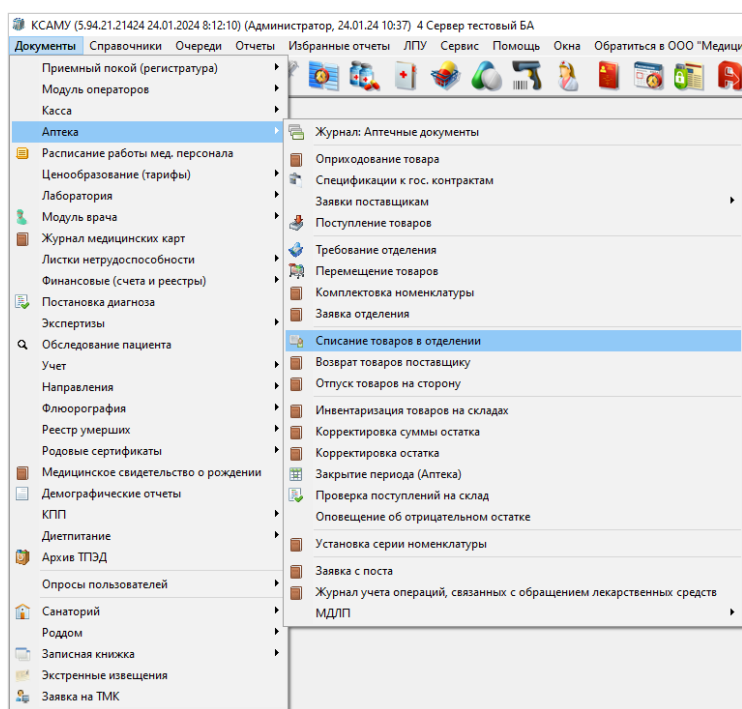 КСАМУ (5.94.21.21424 24.01.2024 8:12:10) (Администратор, 24.01.24 10:37) 4 Сервер тестовый БА
Документы Справочники Очереди Отчеты Избранные отчеты ЛПУ Сервис Помощь Окна Обратиться в ООО "Медици
Приемный покой (регистратура)
Модуль операторов
Касса
Аптека
Расписание работы мед. персонала
Ценообразование (тарифы)
Лаборатория
Модуль врача
Журнал медицинских карт
Листки нетрудоспособности
Финансовые (счета и реестры)
Постановка диагноза
Экспертизы
Обследование пациента
Учет
Направления
Флюорография
Реестр умерших
Родовые сертификаты
Медицинское свидетельство о рождении
Демографические отчеты
КПП
Диетпитание
Архив ТПЭД
Опросы пользователей
Санаторий
Роддом
Записная книжка
Экстренные извещения
Заявка на ТМК
Журнал: Аптечные документы
Оприходование товара
Спецификации к гос. контрактам
Заявки поставщикам
Поступление товаров
Требование отделения
Перемещение товаров
Комплектовка номенклатуры
Заявка отделения
Списание товаров в отделении
Возврат товаров поставщику
Отпуск товаров на сторону
Инвентаризация товаров на складах
Корректировка суммы остатка
Корректировка остатка
Закрытие периода (Аптека)
Проверка поступлений на склад
Оповещение об отрицательном остатке
Установка серии номенклатуры
Заявка с поста
Журнал учета операций, связанных с обращением лекарственных средств
МДЛП